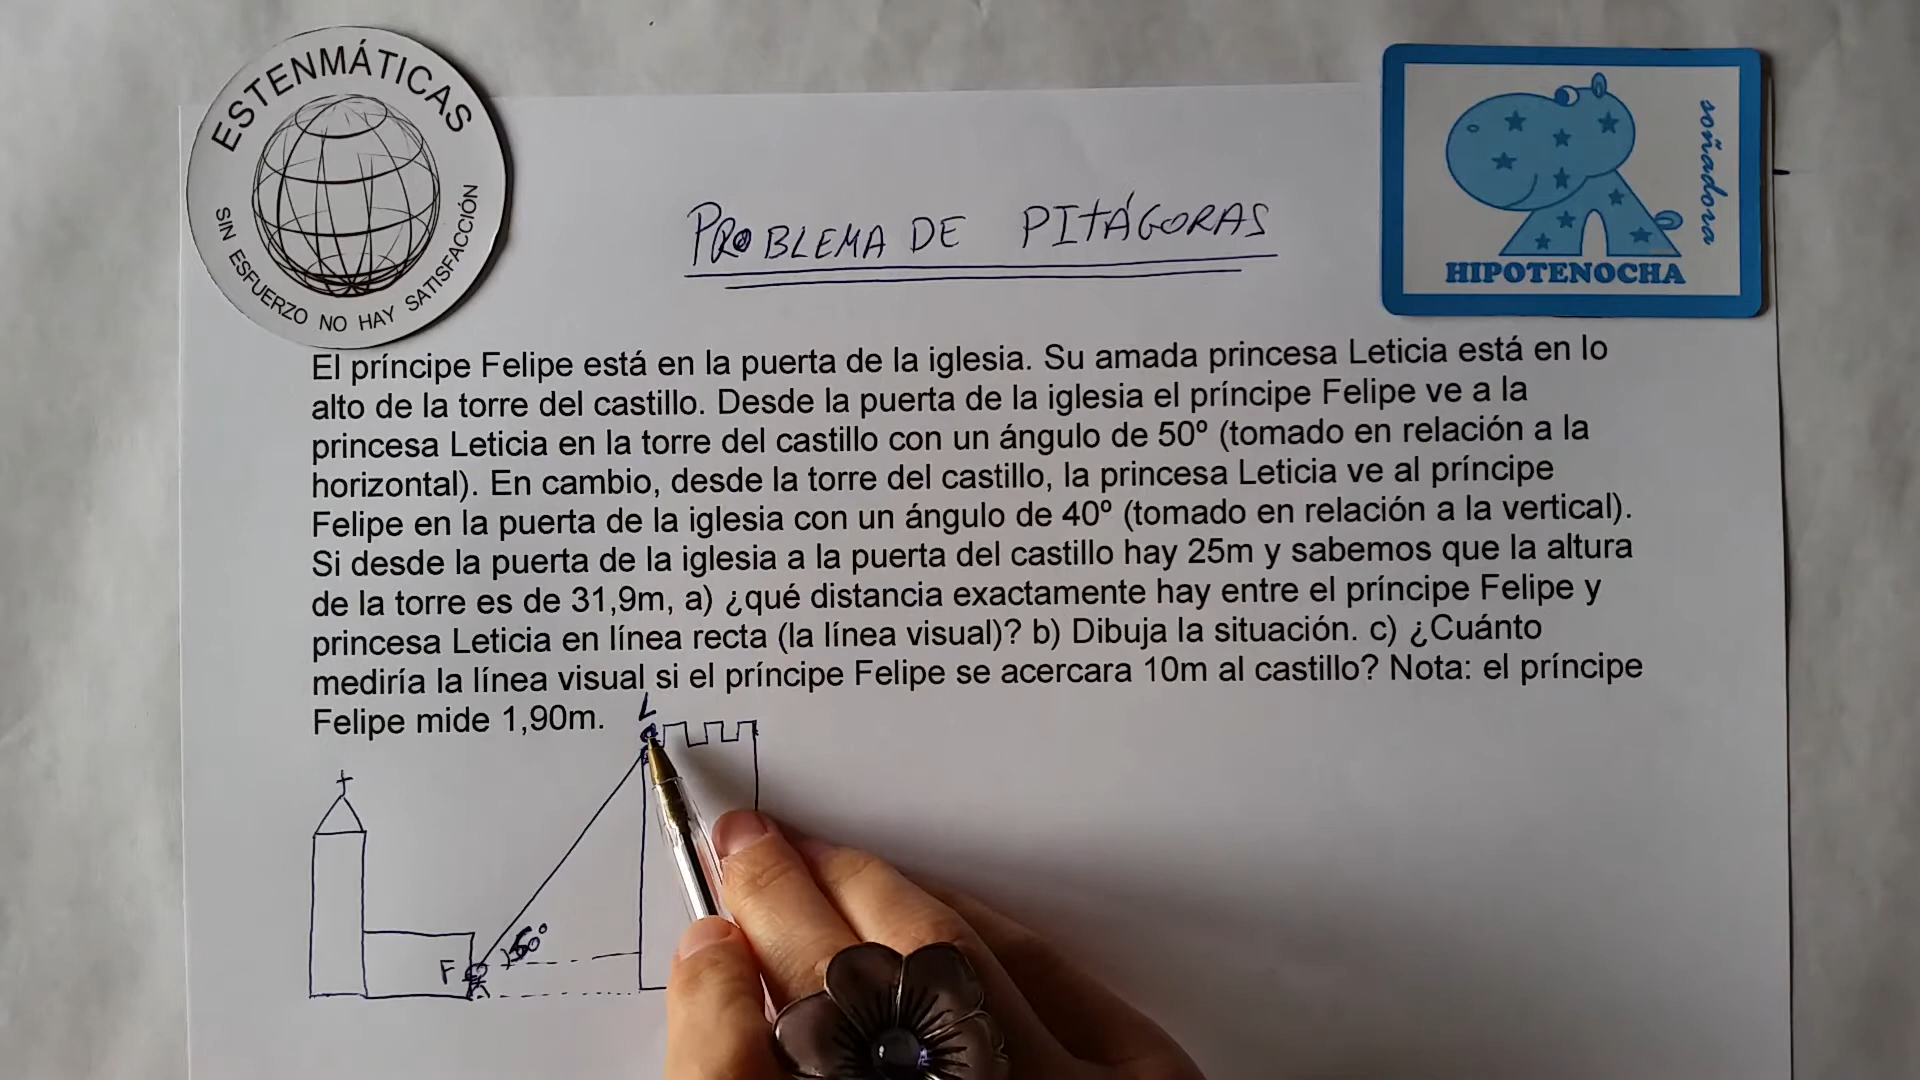 ESTENMÁTICAS
SIN ESFUERZO NO HAY SATISFACCIÓN
soñadora
HIPOTENOCHA
PROBLEMA DE PITÁGORAS
El príncipe Felipe está en la puerta de la iglesia. Su amada princesa Leticia está en lo
alto de la torre del castillo. Desde la puerta de la iglesia el príncipe Felipe ve a la
princesa Leticia en la torre del castillo con un ángulo de 50º (tomado en relación a la
horizontal). En cambio, desde la torre del castillo, la princesa Leticia ve al príncipe
Felipe en la puerta de la iglesia con un ángulo de 40º (tomado en relación a la vertical).
Si desde la puerta de la iglesia a la puerta del castillo hay 25m y sabemos que la altura
de la torre es de 31,9m, a) ¿qué distancia exactamente hay entre el príncipe Felipe y
princesa Leticia en línea recta (la línea visual)? b) Dibuja la situación. c) ¿Cuánto
mediría la línea visual si el príncipe Felipe se acercara 10m al castillo? Nota: el príncipe
Felipe mide 1,90m.
L
50°
F